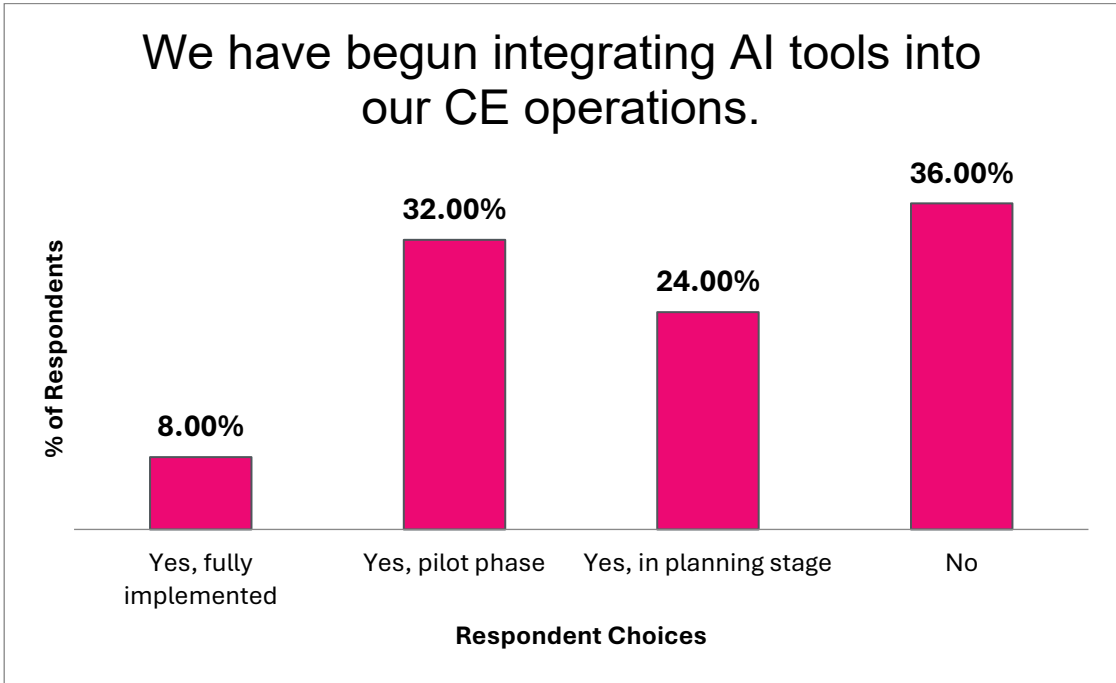 We have begun integrating AI tools into
our CE operations.
36.00%
32.00%
24.00%
8.00%
% of Respondents
Yes, fully
implemented
Yes, pilot phase
Yes, in planning stage
No
Respondent Choices